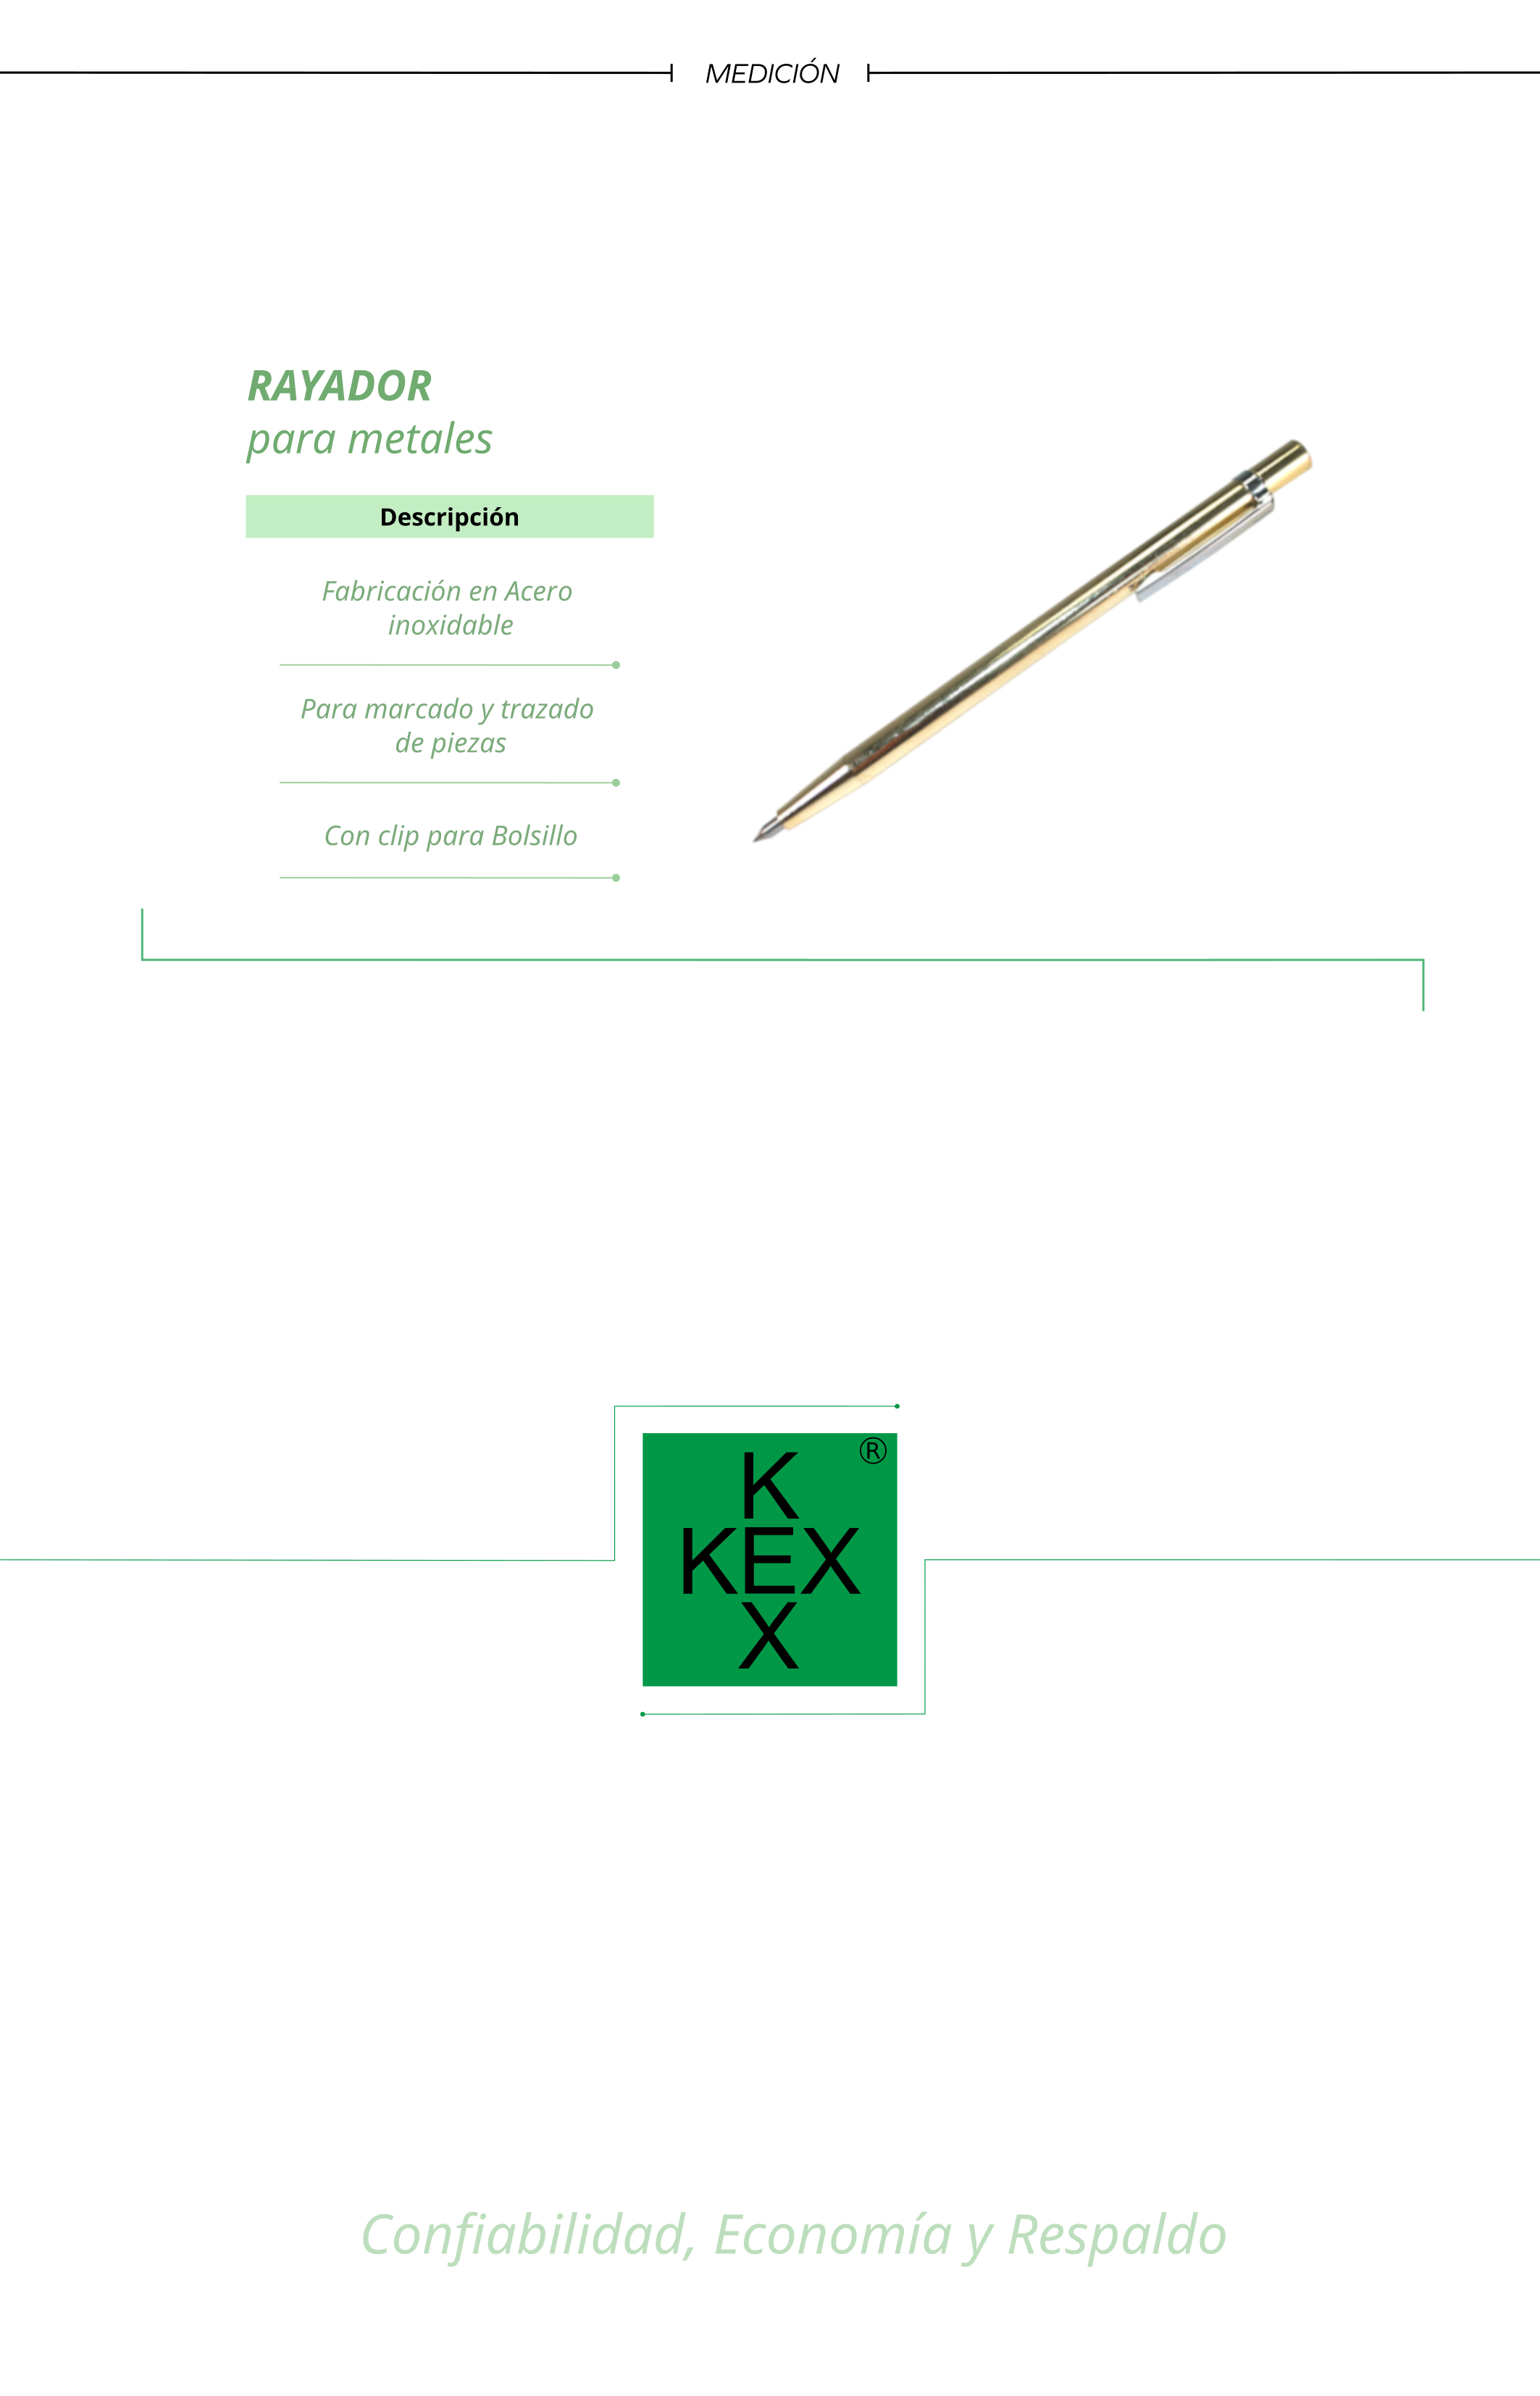 MEDICIÓN
RAYADOR
para metales
Descripción
Fabricación en Acero
inoxidable
Para marcado y trazado
de piezas
Con clip para Bolsillo
K ®
KEX
X
Confiabilidad, Economía y Respaldo